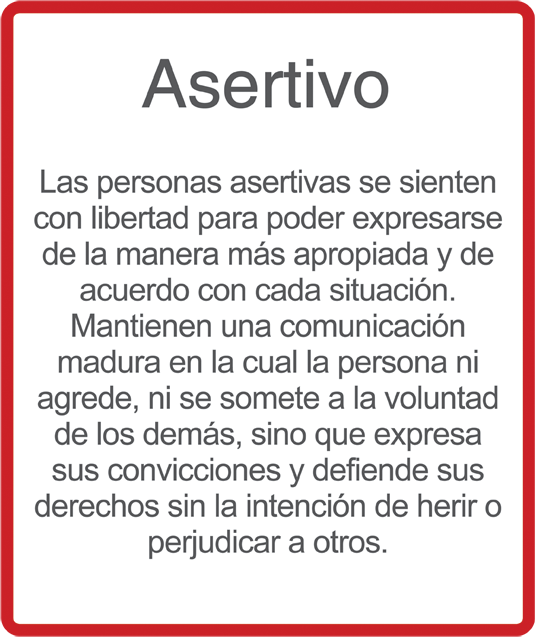 Asertivo
Las personas asertivas se sienten
con libertad para poder expresarse
de la manera más apropiada y de
acuerdo con cada situación.
Mantienen una comunicación
madura en la cual la persona ni
agrede, ni se somete a la voluntad
de los demás, sino que expresa
sus convicciones y defiende sus
derechos sin la intención de herir o
perjudicar a otros.